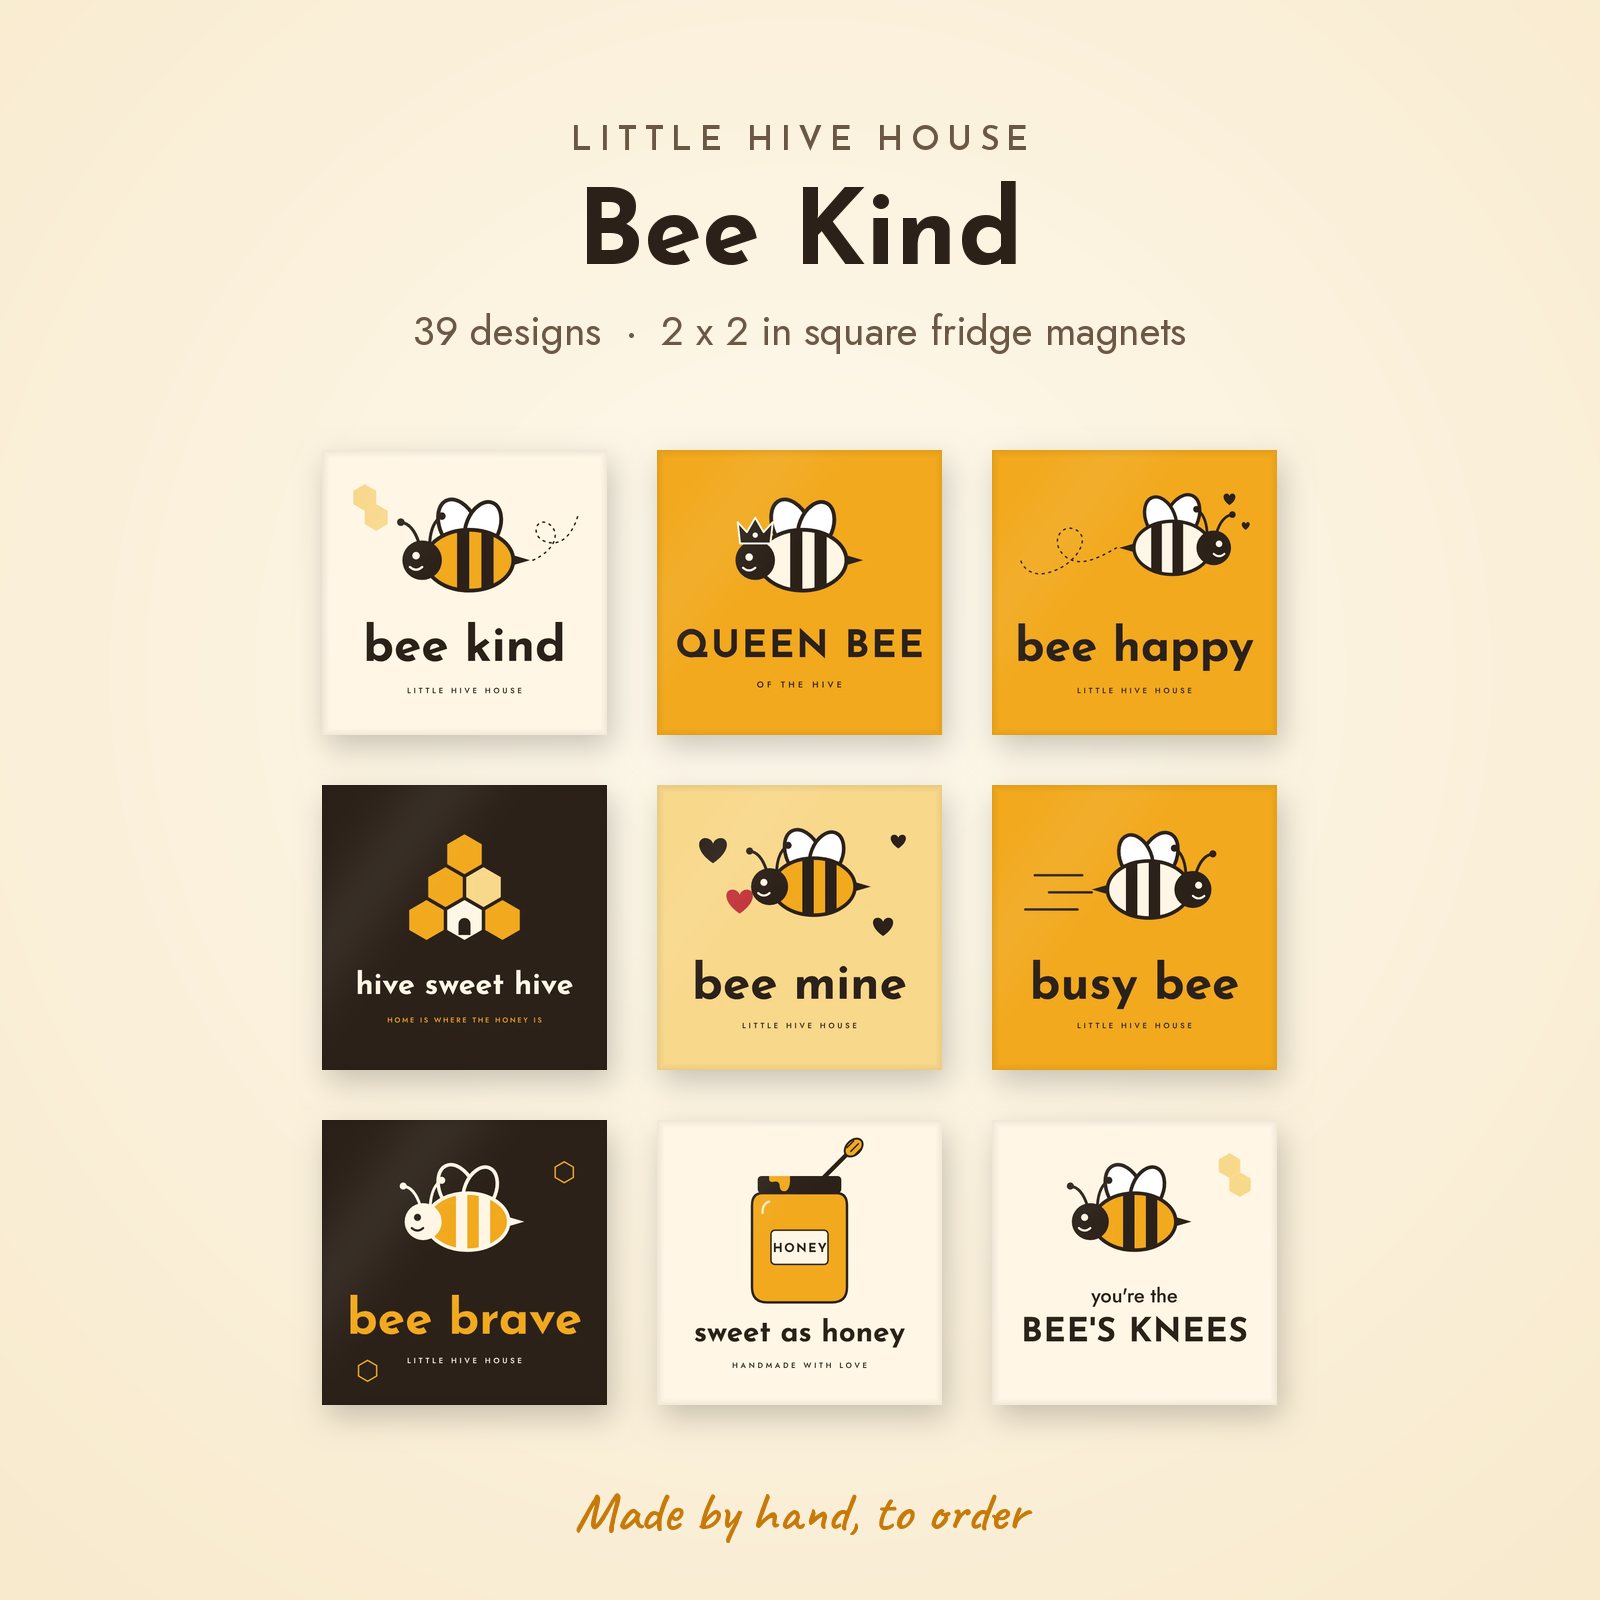 LITTLE HIVE HOUSE
Bee Kind
39 designs · 2 x 2 in square fridge magnets
bee kind
LITTLE HIVE HOUSE
QUEEN BEE
OF THE HIVE
bee happy
LITTLE HIVE HOUSE
hive sweet hive
HOME IS WHERE THE HONEY IS
bee mine
LITTLE HIVE HOUSE
busy bee
LITTLE HIVE HOUSE
bee brave
LITTLE HIVE HOUSE
HONEY
sweet as honey
HANDMADE WITH LOVE
you're the
BEE'S KNEES
Made by hand, to order